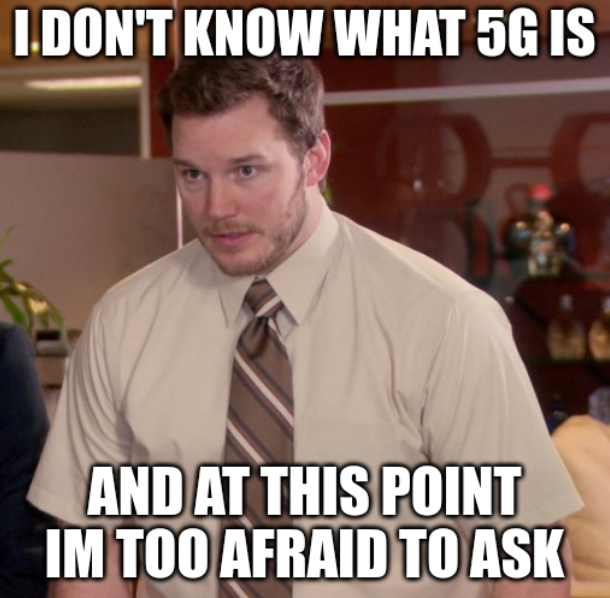 I DON'T KNOW WHAT 5G IS
AND AT THIS POINT
IM TOO AFRAID TO ASK